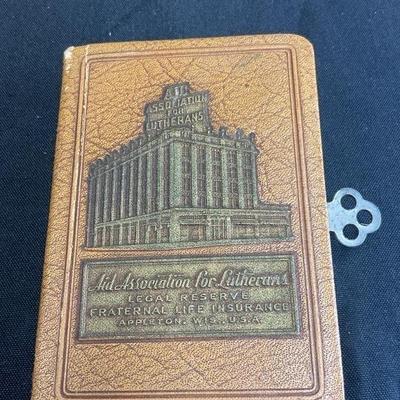 AID
ASSOCIATION
FOR
LUTHERANS
Aid Association for Lutherans
LEGAL RESERVE
FRATERNAL LIFE INSURANCE
APPLETON, WIS., U.S.A.